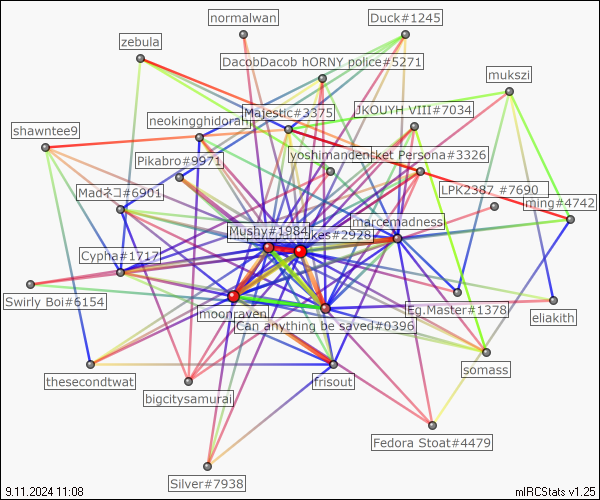 normalwan
Duck#1245
zebula
DacobDacob hORNY police#5271
mukszi
Majestic#3375
JKOUYH VIII#7034
neokingghidorah
shawntee9
Pikabro#9971
Persona#3326
Madネコ#6901
LPK2387 #7690
ming#4742
marcemadness
Mushy#1984
Cypha#1717
Swirly Boi#6154
moonraven
Eg.Master#1378
Can anything be saved#0396
eliakith
thesecondtwat
frisout
somass
bigcitysamurai
Fedora Stoat#4479
Silver#7938
9.11.2024 11:08
mIRCStats v1.25